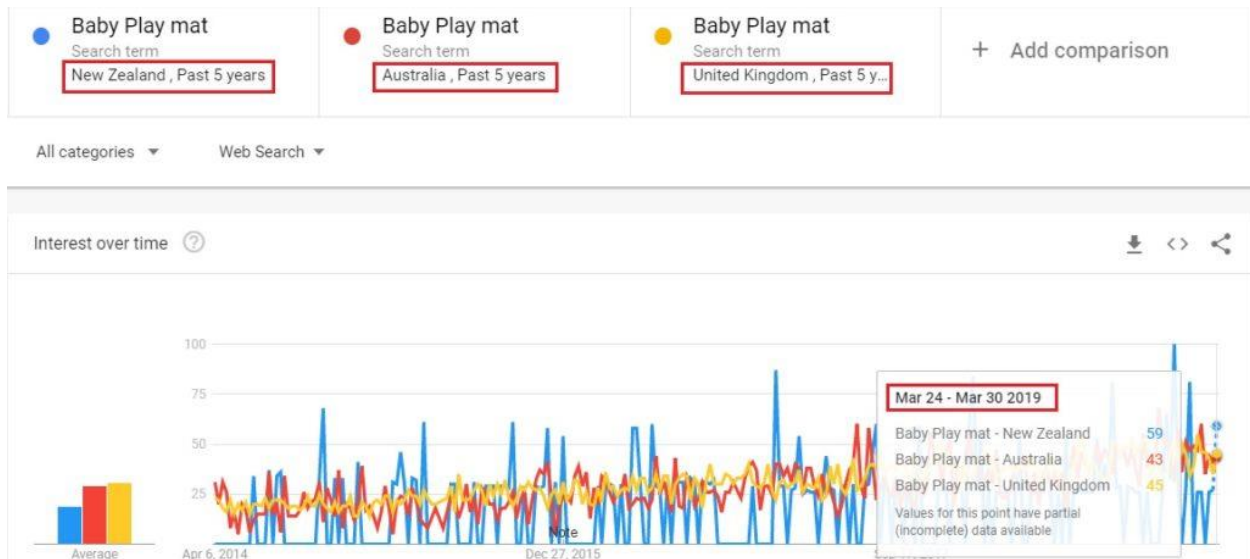 Baby Play mat
Search term
New Zealand , Past 5 years
Baby Play mat
Search term
Australia , Past 5 years
Baby Play mat
Search term
United Kingdom , Past 5 y...
+ Add comparison
All categories
Web Search
Interest over time
100
75
50
25
Average
Apr 6, 2014
Note
Dec 27, 2015
Mar 24 - Mar 30 2019
Baby Play mat - New Zealand 59
Baby Play mat - Australia 43
Baby Play mat - United Kingdom 45
Values for this point have partial
(incomplete) data available